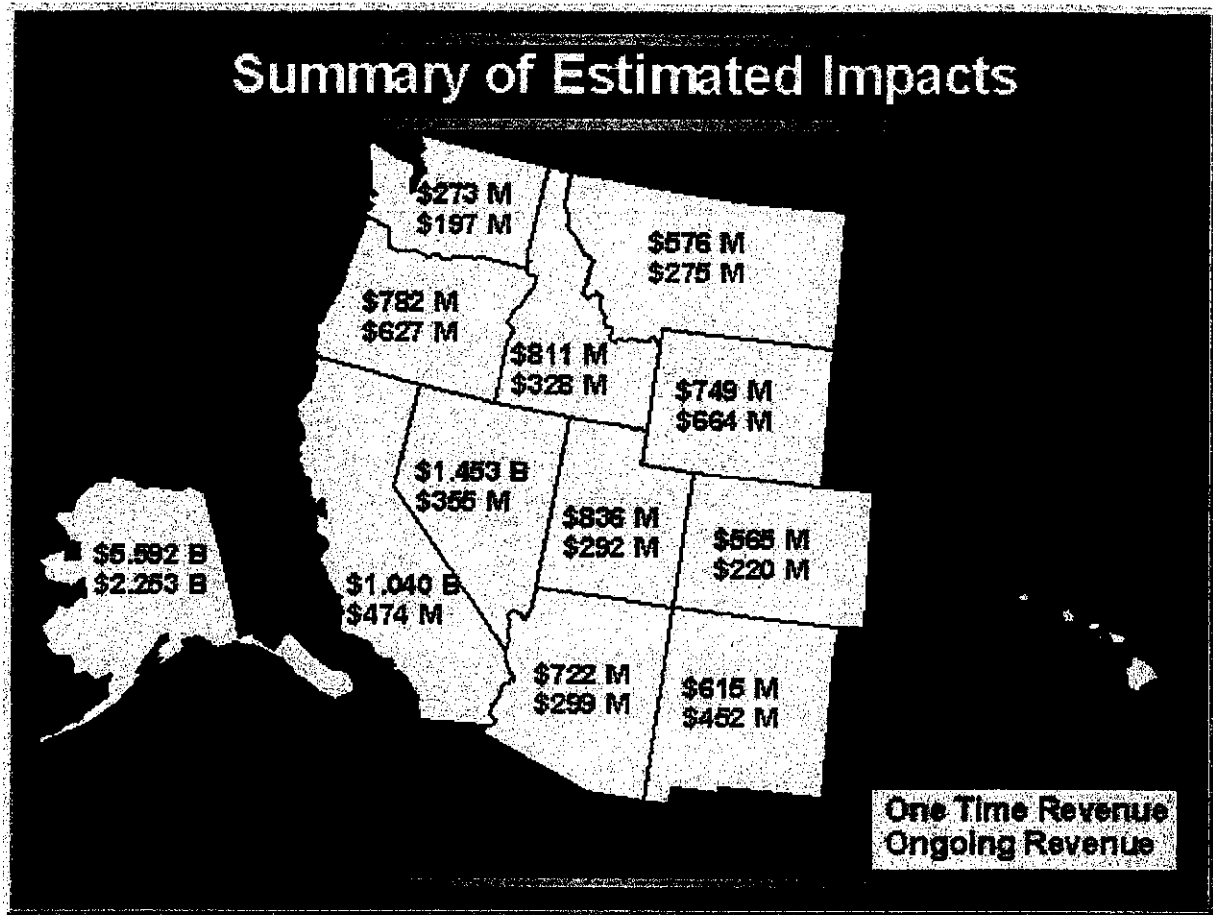 Summary of Estimated Impacts
$273 M
$197 M
$576 M
$275 M
$782 M
$627 M
$811 M
$328 M
$749 M
$664 M
$1.453 B
$355 M
$836 M
$292 M
$565 M
$220 M
$5.592 B
$2.253 B
$1.040 B
$474 M
$722 M
$299 M
$615 M
$452 M
One Time Revenue
Ongoing Revenue